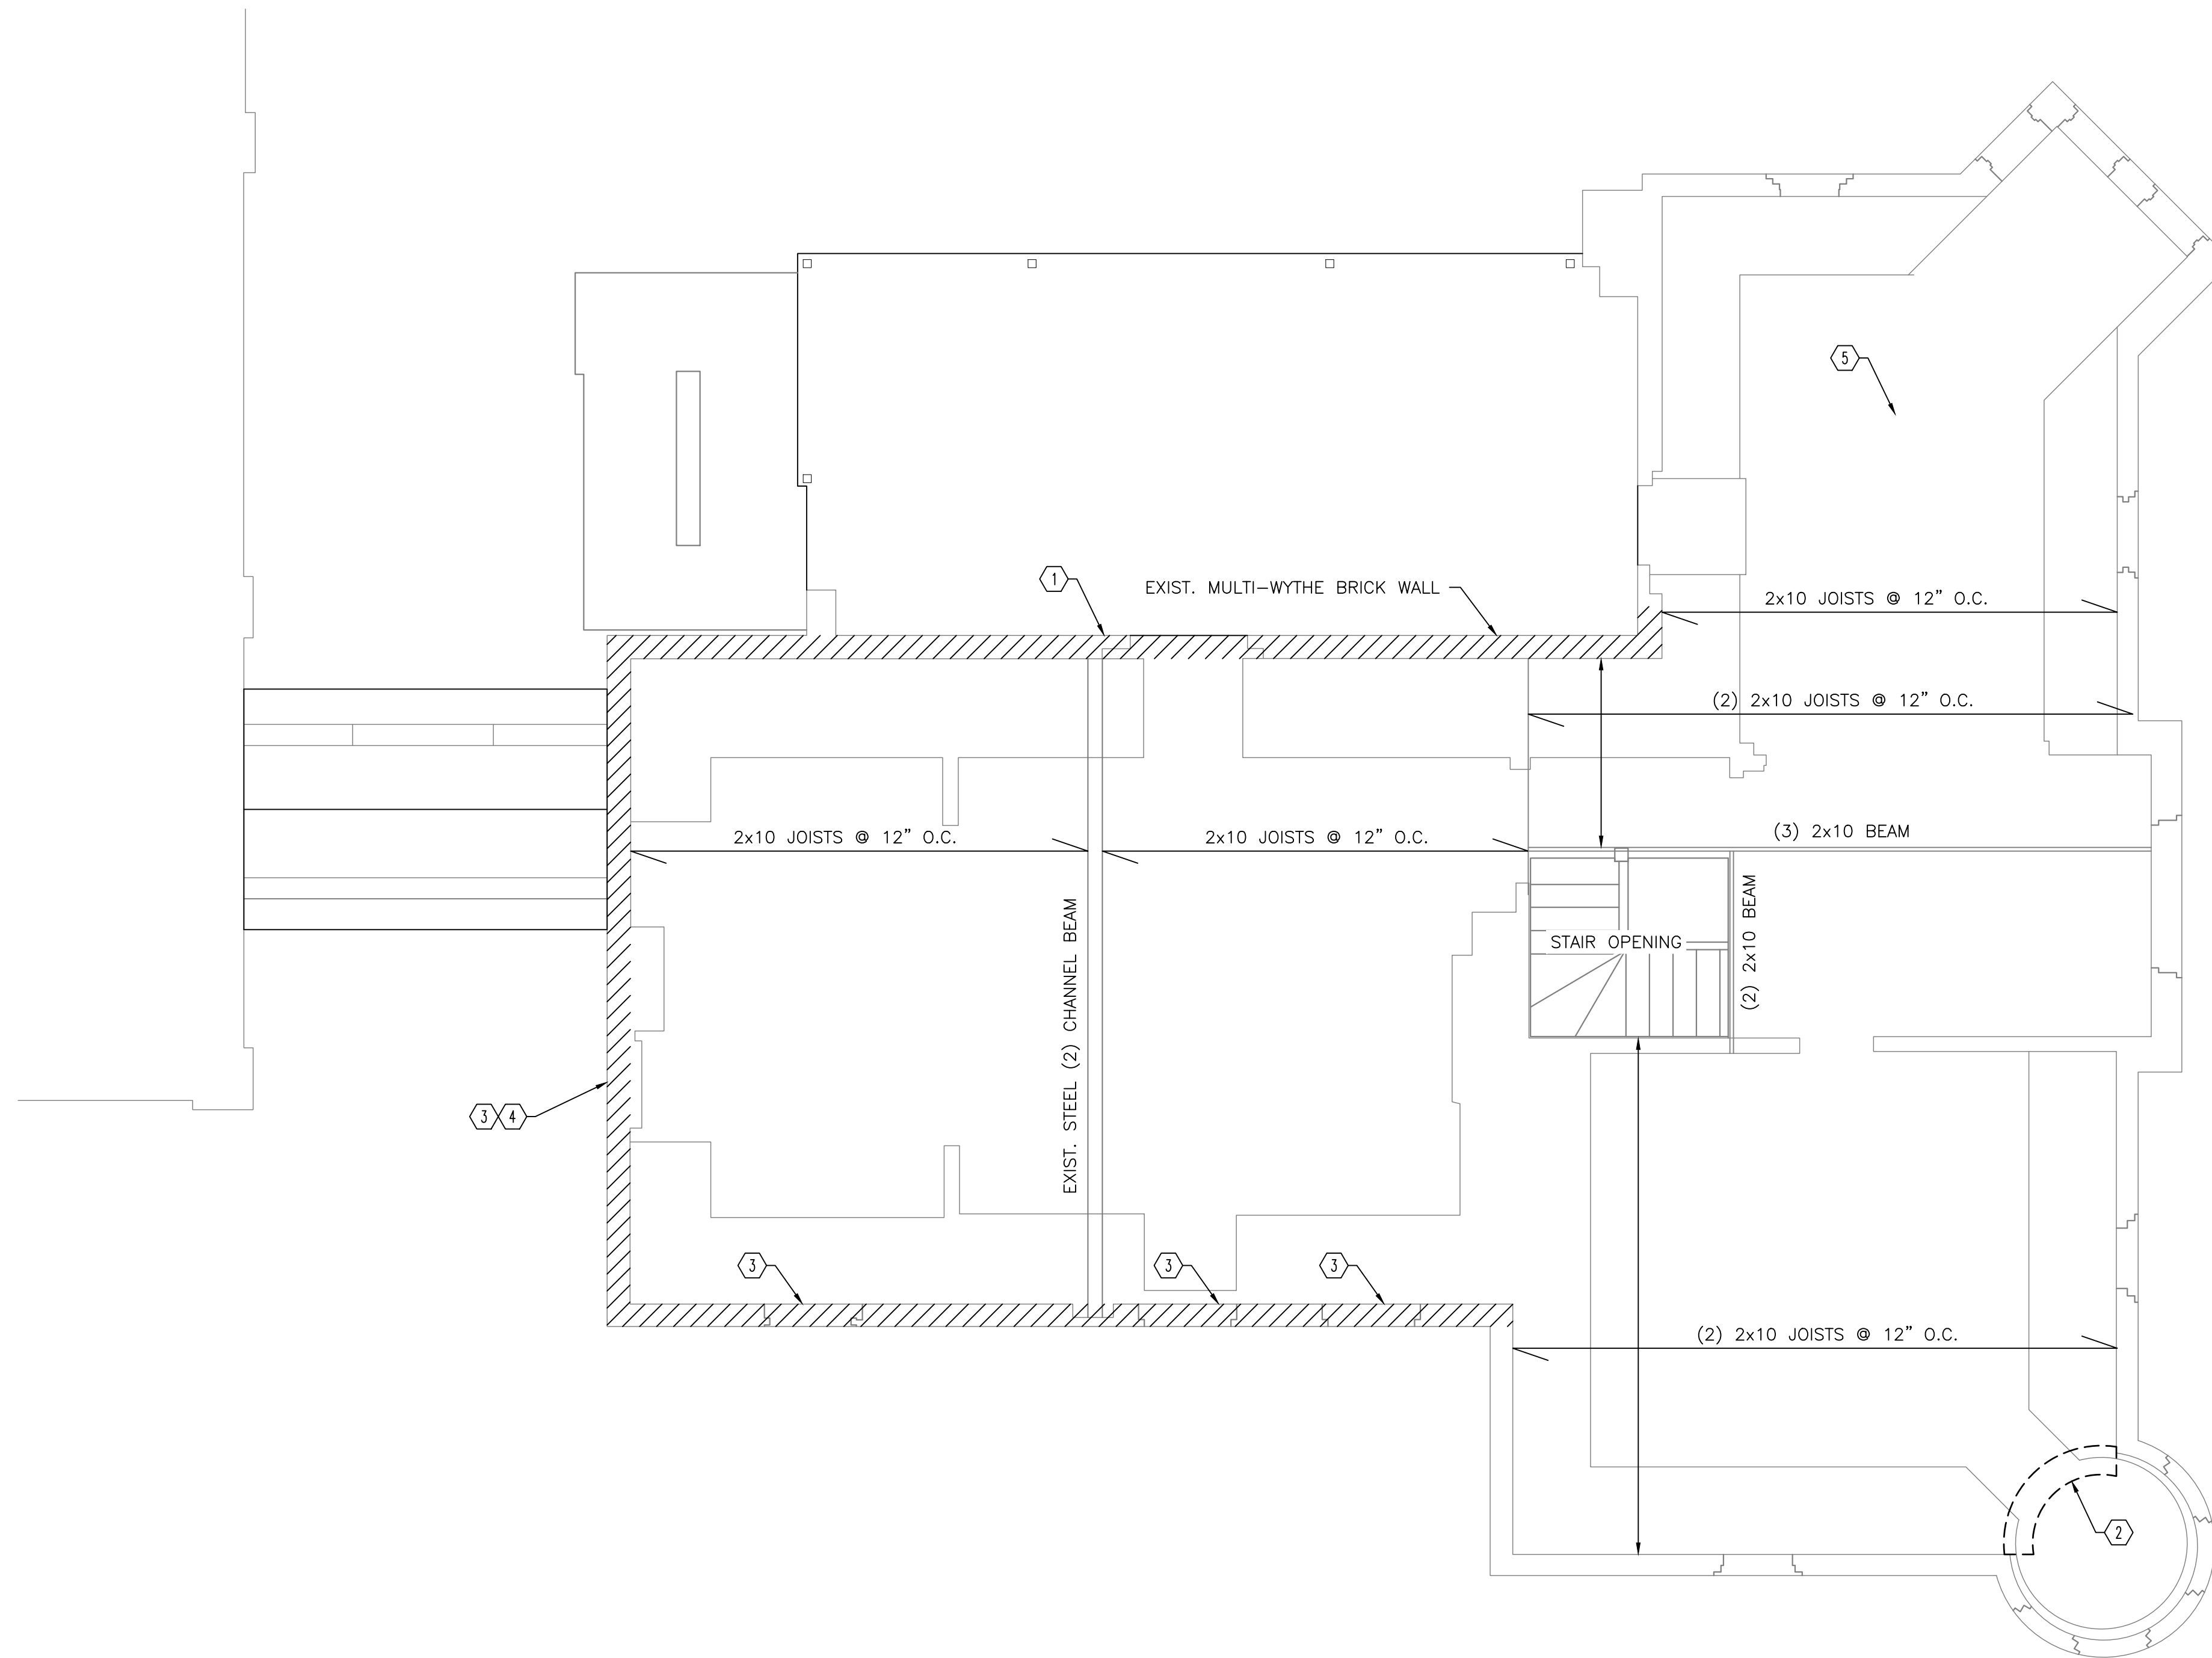 5
1
EXIST. MULTI-WYTHE BRICK WALL
2x10 JOISTS @ 12" O.C.
(2) 2x10 JOISTS @ 12" O.C.
2x10 JOISTS @ 12" O.C.
2x10 JOISTS @ 12" O.C.
(3) 2x10 BEAM
EXIST. STEEL (2) CHANNEL BEAM
STAIR OPENING
(2) 2x10 BEAM
3 4
3
3
3
(2) 2x10 JOISTS @ 12" O.C.
2